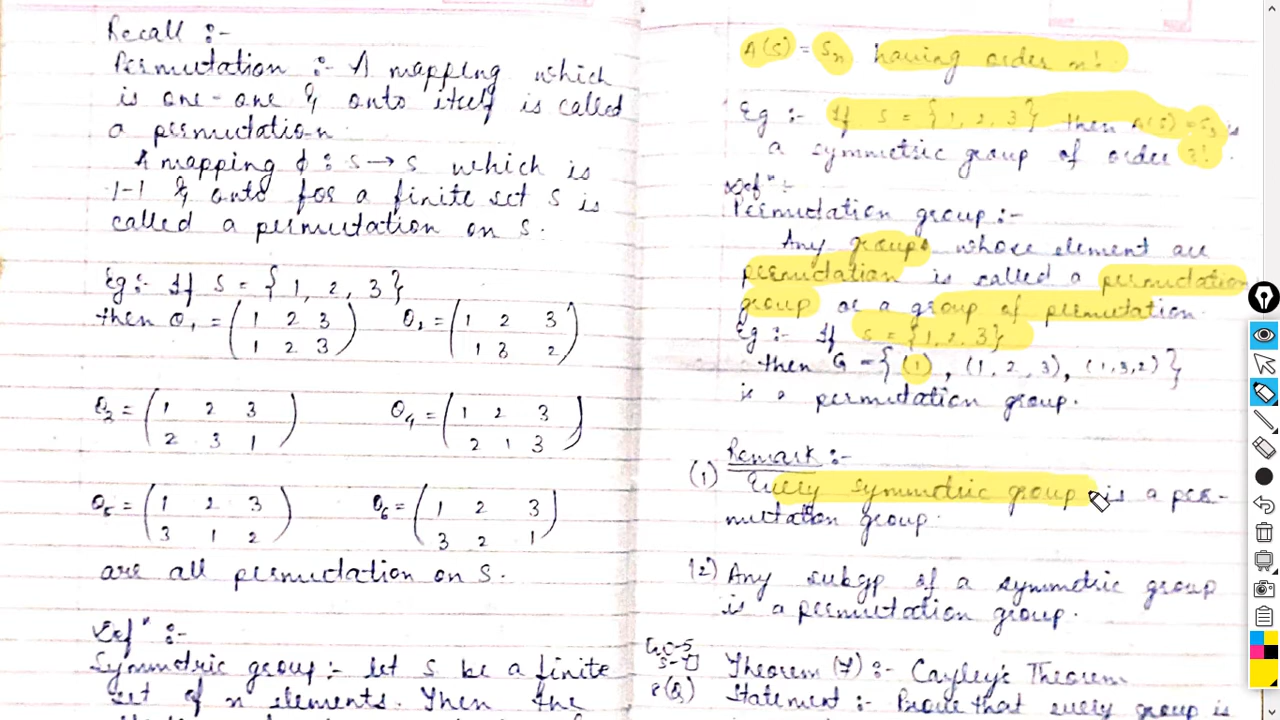 Recall :-
Permutation :- A mapping which
is one-one & onto itself is called
a permutation.
A mapping ϕ : S → S which is
1-1 & onto for a finite set S is
called a permutation on S.
Eg:- If S = { 1, 2, 3 }
then θ₁ = ( 1 2 3 ) θ₂ = ( 1 2 3 )
( 1 2 3 ) ( 1 3 2 )
θ3 = ( 1 2 3 ) θ4 = ( 1 2 3 )
( 2 3 1 ) ( 2 1 3 )
θ5 = ( 1 2 3 ) θ6 = ( 1 2 3 )
( 3 1 2 ) ( 3 2 1 )
are all permutation on S.
Defⁿ :-
Symmetric group :- let S be a finite
set of n elements. Then the
A(S) = Sn having order n!
Eg :- If S = { 1, 2, 3 } then A(S) = S3 is
a symmetric group of order 3!
Defⁿ :-
Permutation group :-
Any group whose element are
permutation is called a permutation
group or a group of permutation.
Eg :- If S = {1, 2, 3}
then G = { (1), (1, 2, 3), (1,3,2) }
is a permutation group.
Remark :-
(1) Every symmetric group is a per-
mutation group.
(2) Any subgp of a symmetric group
is a permutation group.
Theorem (7) :- Cayley's Theorem
Statement :- Prove that every group is